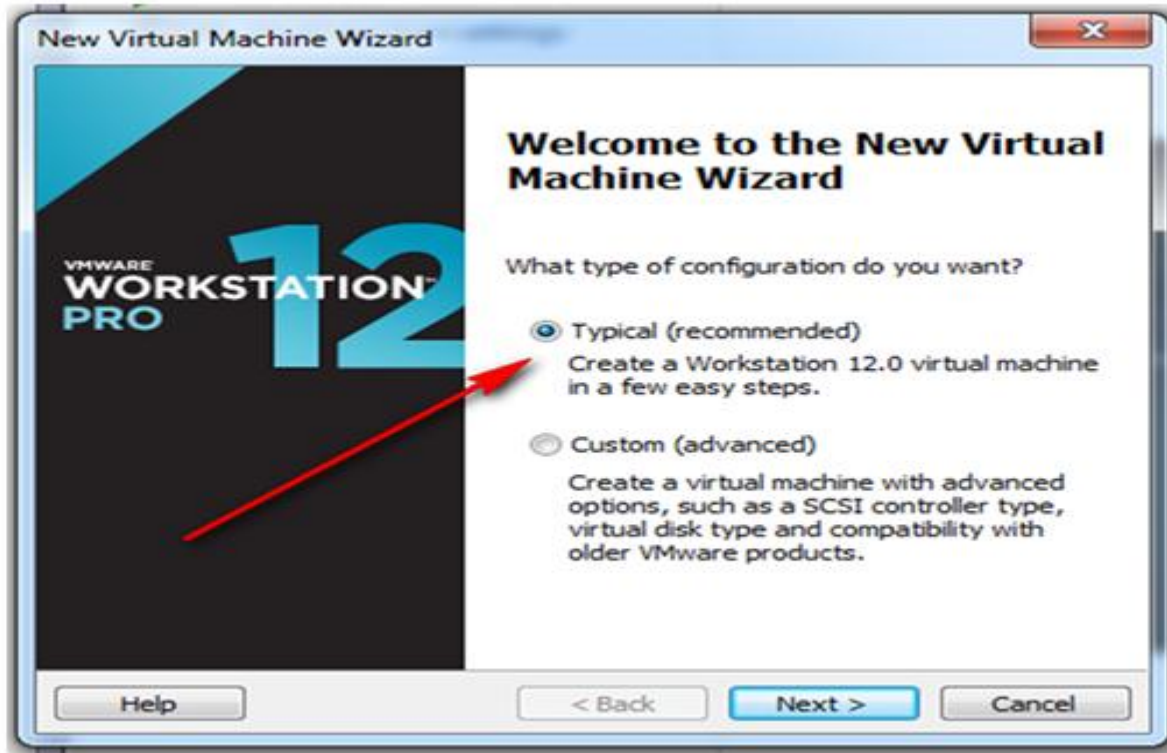 New Virtual Machine Wizard
VMWARE
WORKSTATION™
PRO
12
Welcome to the New Virtual
Machine Wizard
What type of configuration do you want?
Typical (recommended)
Create a Workstation 12.0 virtual machine
in a few easy steps.
Custom (advanced)
Create a virtual machine with advanced
options, such as a SCSI controller type,
virtual disk type and compatibility with
older VMware products.
Help
< Back
Next >
Cancel